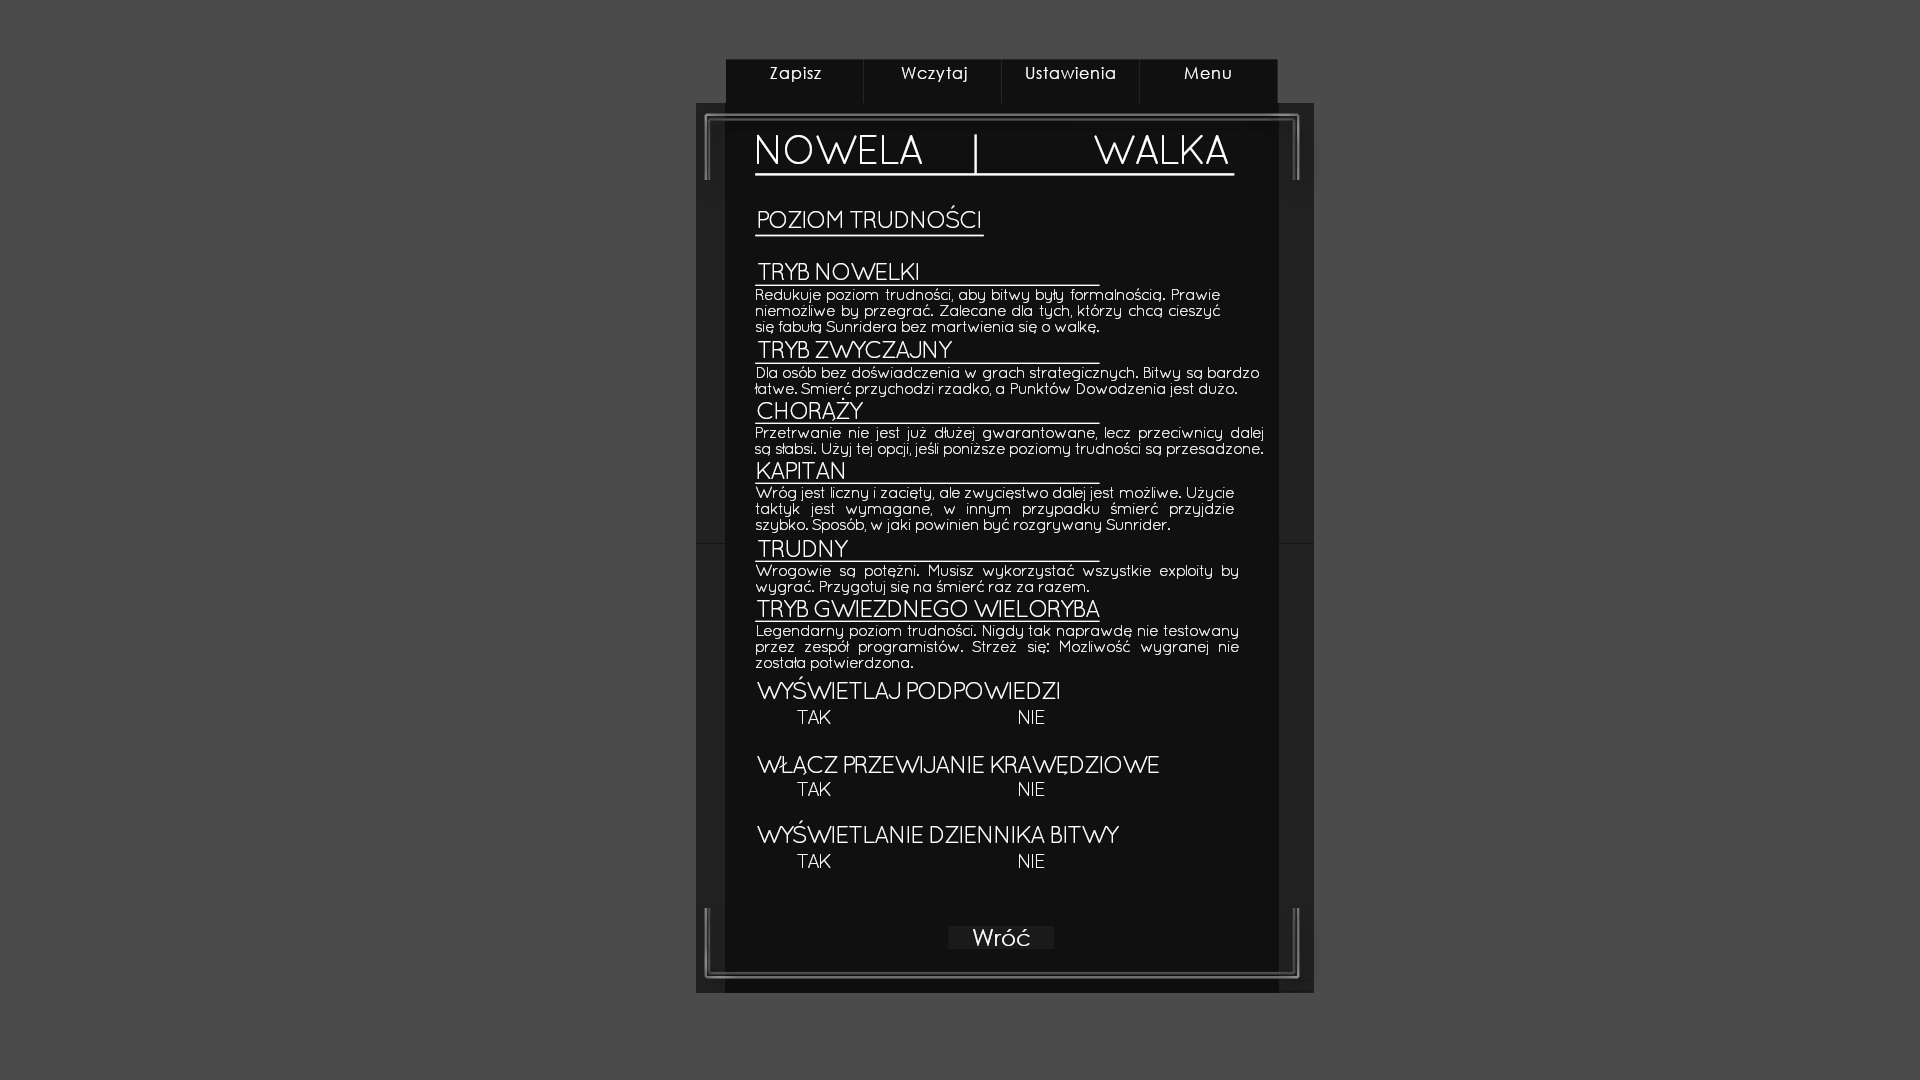 Zapisz Wczytaj Ustawienia Menu
NOWELA | WALKA
POZIOM TRUDNOŚCI
TRYB NOWELKI
Redukuje poziom trudności, aby bitwy były formalnością. Prawie
niemożliwe by przegrać. Zalecane dla tych, którzy chcą cieszyć
się fabułą Sunridera bez martwienia się o walkę.
TRYB ZWYCZAJNY
Dla osób bez doświadczenia w grach strategicznych. Bitwy są bardzo
łatwe. Śmierć przychodzi rzadko, a Punktów Dowodzenia jest dużo.
CHORĄŻY
Przetrwanie nie jest już dłużej gwarantowane, lecz przeciwnicy dalej
są słabsi. Użyj tej opcji, jeśli poniższe poziomy trudności są przesadzone.
KAPITAN
Wróg jest liczny i zacięty, ale zwycięstwo dalej jest możliwe. Użycie
taktyk jest wymagane, w innym przypadku śmierć przyjdzie
szybko. Sposób, w jaki powinien być rozgrywany Sunrider.
TRUDNY
Wrogowie są potężni. Musisz wykorzystać wszystkie exploity by
wygrać. Przygotuj się na śmierć raz za razem.
TRYB GWIEZDNEGO WIELORYBA
Legendarny poziom trudności. Nigdy tak naprawdę nie testowany
przez zespół programistów. Strzeż się: Możliwość wygranej nie
została potwierdzona.
WYŚWIETLAJ PODPOWIEDZI
TAK NIE
WŁĄCZ PRZEWIJANIE KRAWĘDZIOWE
TAK NIE
WYŚWIETLANIE DZIENNIKA BITWY
TAK NIE
Wróć